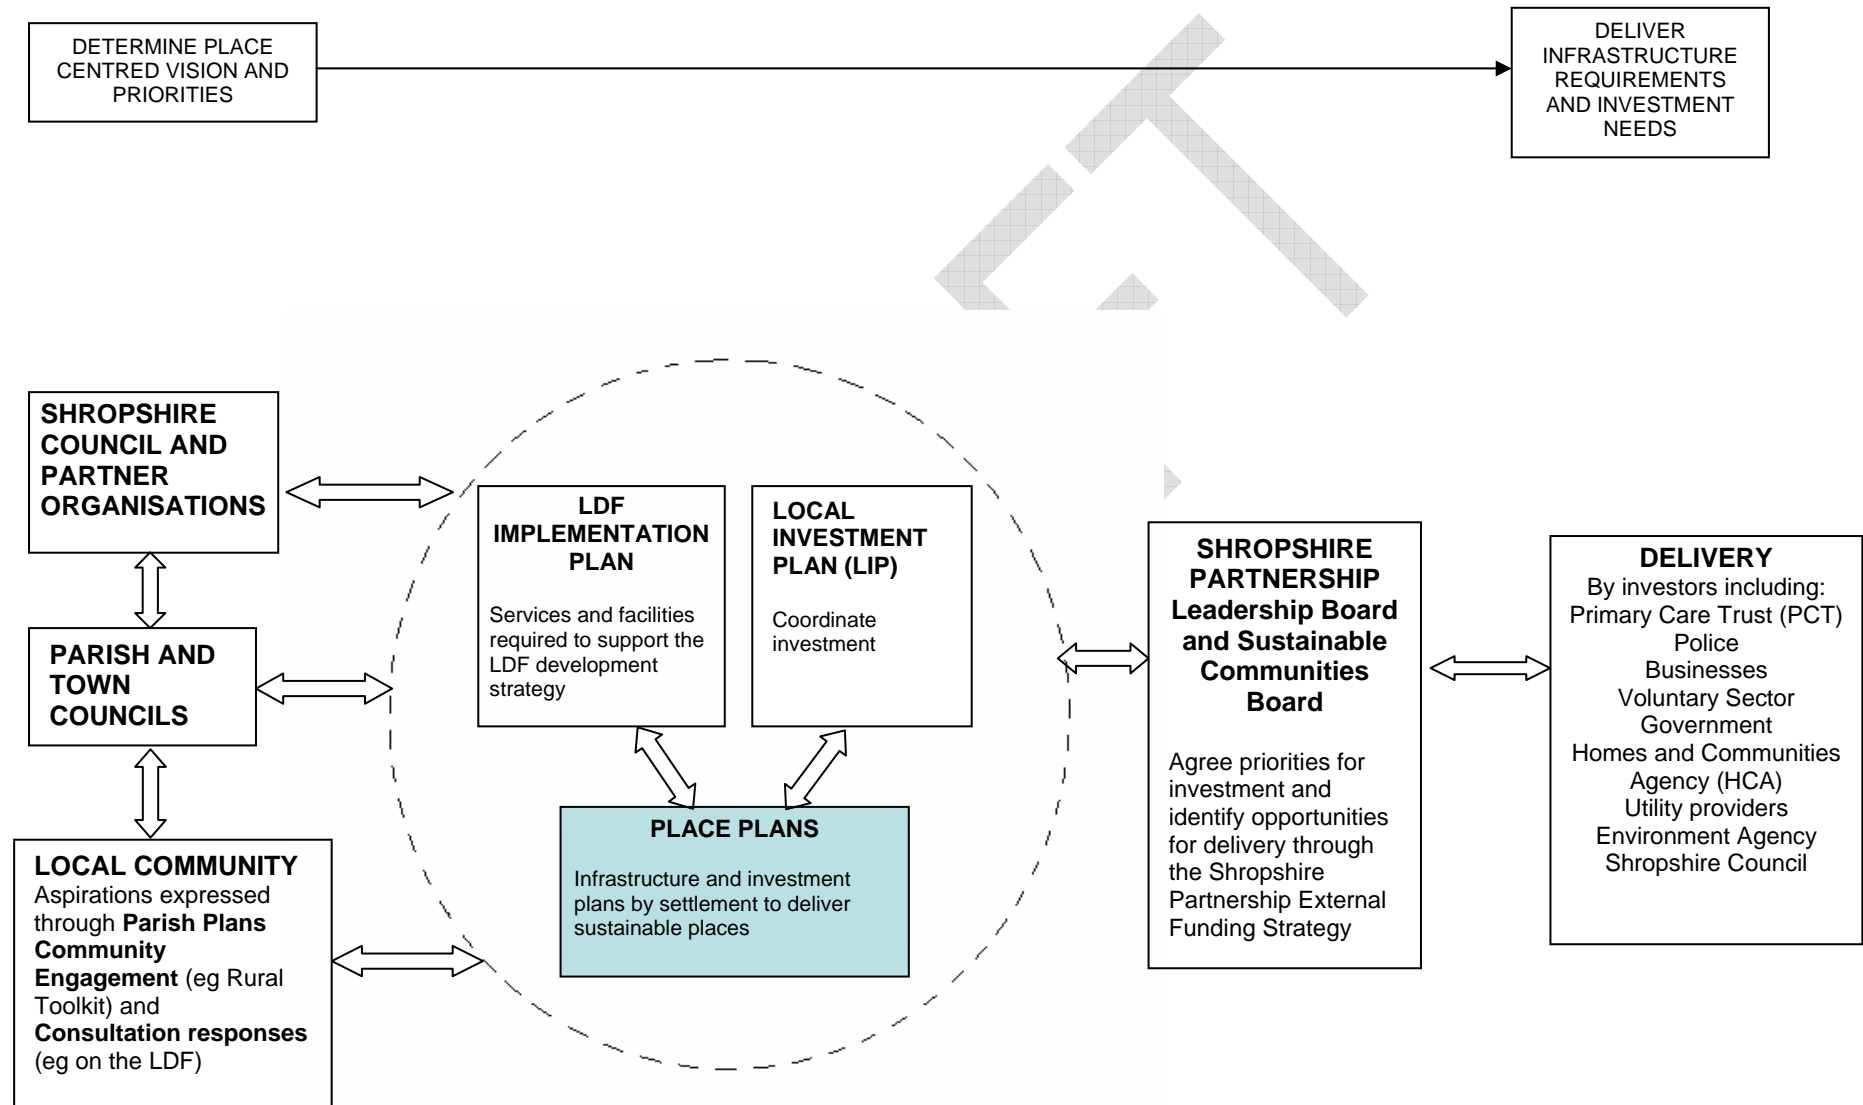 DETERMINE PLACE
CENTRED VISION AND
PRIORITIES
DELIVER
INFRASTRUCTURE
REQUIREMENTS
AND INVESTMENT
NEEDS
SHROPSHIRE
COUNCIL AND
PARTNER
ORGANISATIONS
PARISH AND
TOWN
COUNCILS
LOCAL COMMUNITY
Aspirations expressed
through Parish Plans
Community
Engagement (eg Rural
Toolkit) and
Consultation responses
(eg on the LDF)
LDF
IMPLEMENTATION
PLAN
Services and facilities
required to support the
LDF development
strategy
LOCAL
INVESTMENT
PLAN (LIP)
Coordinate
investment
PLACE PLANS
Infrastructure and investment
plans by settlement to deliver
sustainable places
SHROPSHIRE
PARTNERSHIP
Leadership Board
and Sustainable
Communities
Board
Agree priorities for
investment and
identify opportunities
for delivery through
the Shropshire
Partnership External
Funding Strategy
DELIVERY
By investors including:
Primary Care Trust (PCT)
Police
Businesses
Voluntary Sector
Government
Homes and Communities
Agency (HCA)
Utility providers
Environment Agency
Shropshire Council